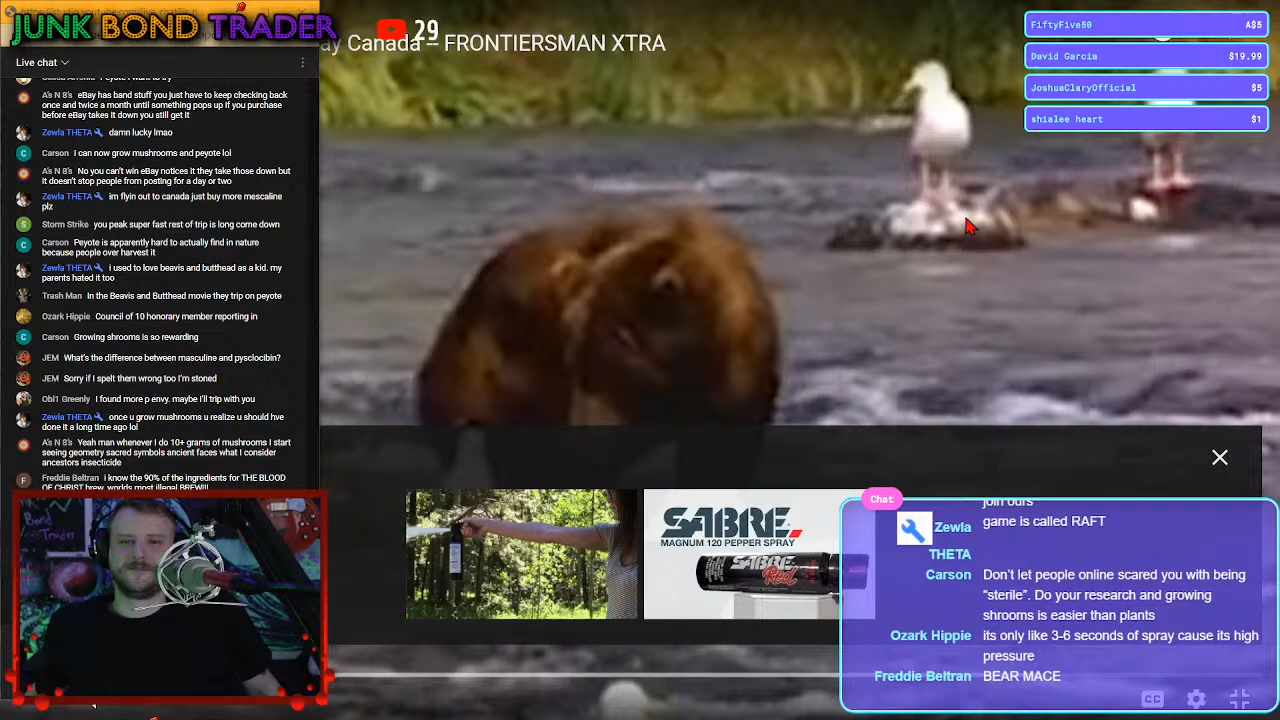 JUNK BOND TRADER
29
ay Canada – FRONTIERSMAN XTRA
Live chat
A's N 8's eBay has band stuff you just have to keep checking back
once and twice a month until something pops up if you purchase
before eBay takes it down you still get it
Zewla THETA damn lucky lmao
Carson I can now grow mushrooms and peyote lol
A's N 8's No you can't win eBay notices it they take those down but
it doesn't stop people from posting for a day or two
Zewla THETA im flyin out to canada just buy more mescaline
plz
Storm Strike you peak super fast rest of trip is long come down
Carson Peyote is apparently hard to actually find in nature
because people over harvest it
Zewla THETA i used to love beavis and butthead as a kid. my
parents hated it too
Trash Man In the Beavis and Butthead movie they trip on peyote
Ozark Hippie Council of 10 honorary member reporting in
Carson Growing shrooms is so rewarding
JEM What's the difference between masculine and pysclocibin?
JEM Sorry if I spelt them wrong too I'm stoned
Obi1 Greenly I found more p envy. maybe I'll trip with you
Zewla THETA once u grow mushrooms u realize u should hve
done it a long time ago lol
A's N 8's Yeah man whenever I do 10+ grams of mushrooms I start
seeing geometry sacred symbols ancient faces what I consider
ancestors insecticide
Freddie Beltran I know the 90% of the ingredients for THE BLOOD
OF CHRIST brew, worlds most illegal BREW!!!
FiftyFive50 A$5
David Garcia $19.99
JoshuaClaryOfficial $5
shialee heart $1
SABRE
MAGNUM 120 PEPPER SPRAY
SABRE
Red
Bond
Trader
Chat
join ours
Zewla THETA game is called RAFT
Carson Don't let people online scared you with being
“sterile”. Do your research and growing
shrooms is easier than plants
Ozark Hippie its only like 3-6 seconds of spray cause its high
pressure
Freddie Beltran BEAR MACE
CC